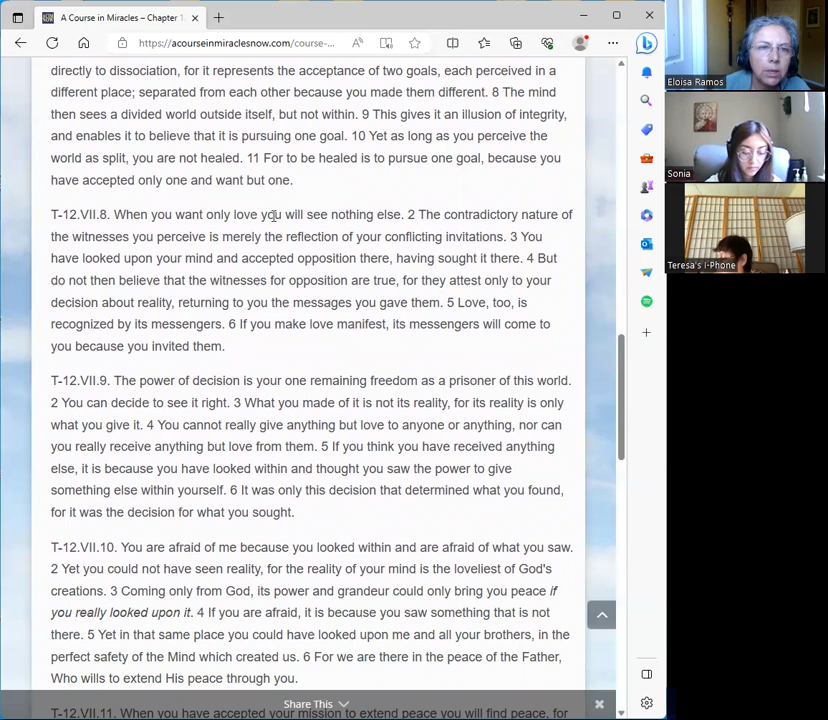 A Course in Miracles – Chapter 1
https://acourseinmiraclesnow.com/course-...
directly to dissociation, for it represents the acceptance of two goals, each perceived in a
different place; separated from each other because you made them different. 8 The mind
then sees a divided world outside itself, but not within. 9 This gives it an illusion of integrity,
and enables it to believe that it is pursuing one goal. 10 Yet as long as you perceive the
world as split, you are not healed. 11 For to be healed is to pursue one goal, because you
have accepted only one and want but one.
T-12.VII.8. When you want only love you will see nothing else. 2 The contradictory nature of
the witnesses you perceive is merely the reflection of your conflicting invitations. 3 You
have looked upon your mind and accepted opposition there, having sought it there. 4 But
do not then believe that the witnesses for opposition are true, for they attest only to your
decision about reality, returning to you the messages you gave them. 5 Love, too, is
recognized by its messengers. 6 If you make love manifest, its messengers will come to
you because you invited them.
T-12.VII.9. The power of decision is your one remaining freedom as a prisoner of this world.
2 You can decide to see it right. 3 What you made of it is not its reality, for its reality is only
what you give it. 4 You cannot really give anything but love to anyone or anything, nor can
you really receive anything but love from them. 5 If you think you have received anything
else, it is because you have looked within and thought you saw the power to give
something else within yourself. 6 It was only this decision that determined what you found,
for it was the decision for what you sought.
T-12.VII.10. You are afraid of me because you looked within and are afraid of what you saw.
2 Yet you could not have seen reality, for the reality of your mind is the loveliest of God's
creations. 3 Coming only from God, its power and grandeur could only bring you peace if
you really looked upon it. 4 If you are afraid, it is because you saw something that is not
there. 5 Yet in that same place you could have looked upon me and all your brothers, in the
perfect safety of the Mind which created us. 6 For we are there in the peace of the Father,
Who wills to extend His peace through you.
T-12.VII.11. When you have accepted your mission to extend peace you will find peace, for
Share This
Eloisa Ramos
Sonia
Teresa's I-Phone